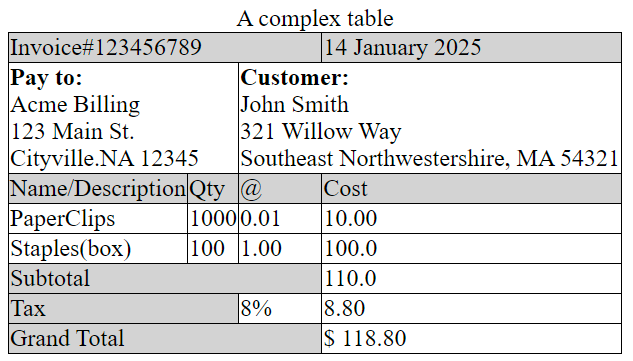 A complex table
Invoice#123456789 14 January 2025
Pay to: Customer:
Acme Billing John Smith
123 Main St. 321 Willow Way
Cityville.NA 12345 Southeast Northwestershire, MA 54321
Name/Description Qty @ Cost
PaperClips 1000 0.01 10.00
Staples(box) 100 1.00 100.0
Subtotal 110.0
Tax 8% 8.80
Grand Total $ 118.80